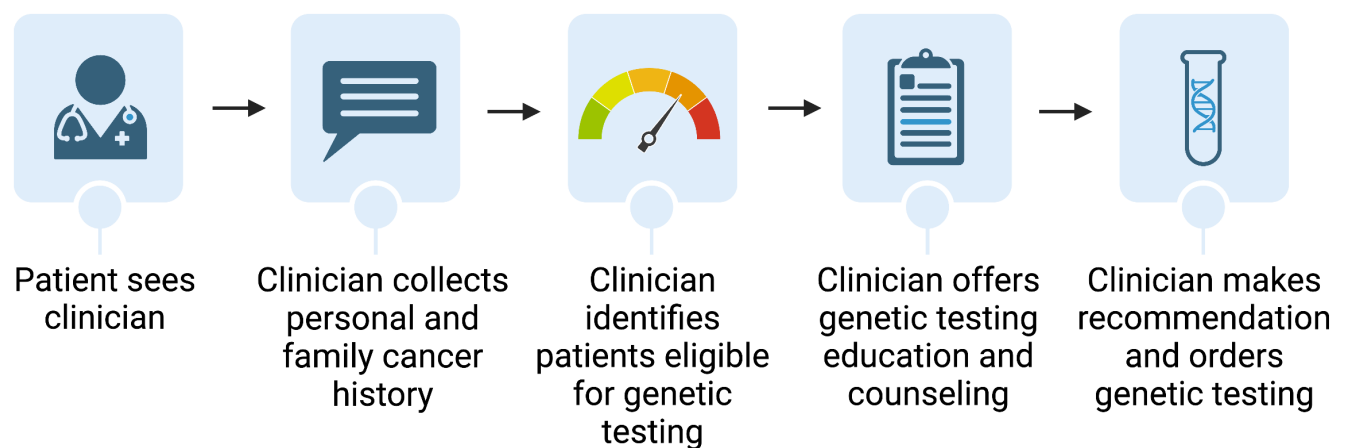 Patient sees
clinician
Clinician collects
personal and
family cancer
history
Clinician
identifies
patients eligible
for genetic
testing
Clinician offers
genetic testing
education and
counseling
Clinician makes
recommendation
and orders
genetic testing